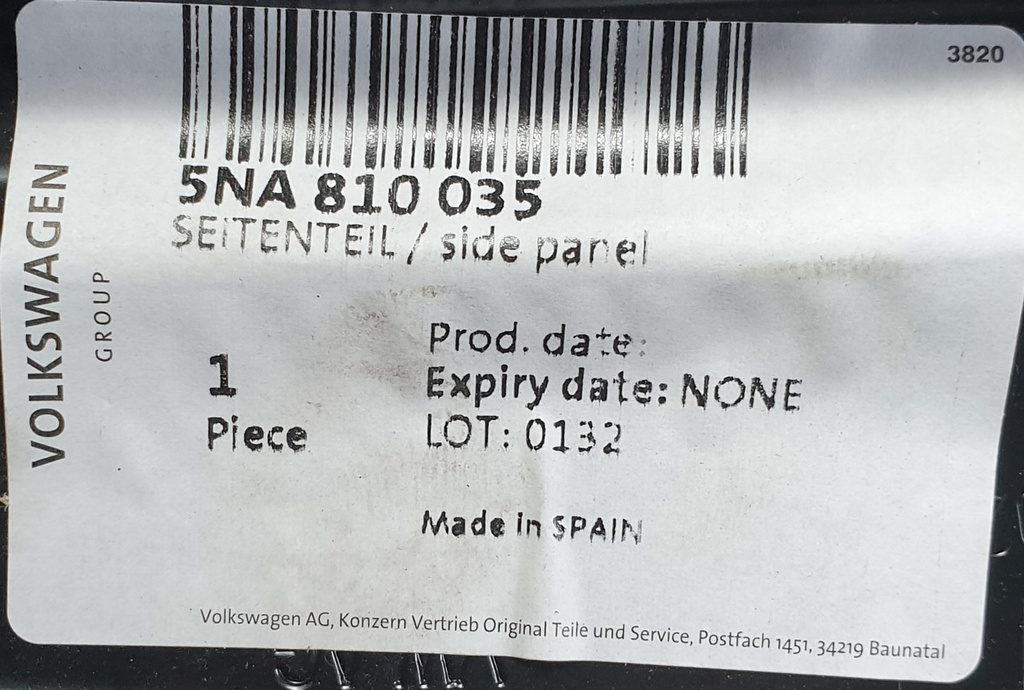 3820
5NA 810 035
SEITENTEIL / side panel
VOLKSWAGEN
GROUP
Prod. date:
1
Expiry date: NONE
Piece
LOT: 0132
Made in SPAIN
Volkswagen AG, Konzern Vertrieb Original Teile und Service, Postfach 1451, 34219 Baunatal